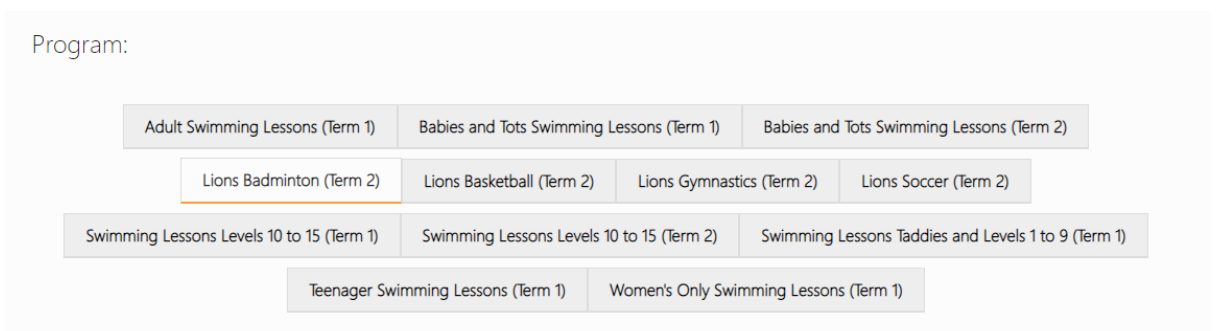 Program:
Adult Swimming Lessons (Term 1) Babies and Tots Swimming Lessons (Term 1) Babies and Tots Swimming Lessons (Term 2)
Lions Badminton (Term 2) Lions Basketball (Term 2) Lions Gymnastics (Term 2) Lions Soccer (Term 2)
Swimming Lessons Levels 10 to 15 (Term 1) Swimming Lessons Levels 10 to 15 (Term 2) Swimming Lessons Taddies and Levels 1 to 9 (Term 1)
Teenager Swimming Lessons (Term 1) Women's Only Swimming Lessons (Term 1)